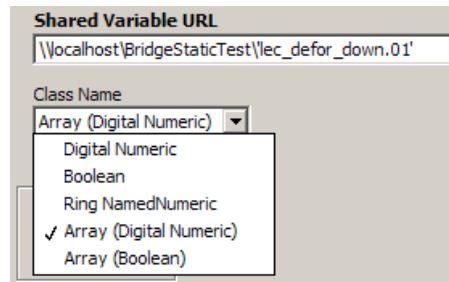 Shared Variable URL
\\localhost\BridgeStaticTest\'lec_defor_down.01'
Class Name
Array (Digital Numeric)
Digital Numeric
Boolean
Ring NamedNumeric
✓ Array (Digital Numeric)
Array (Boolean)